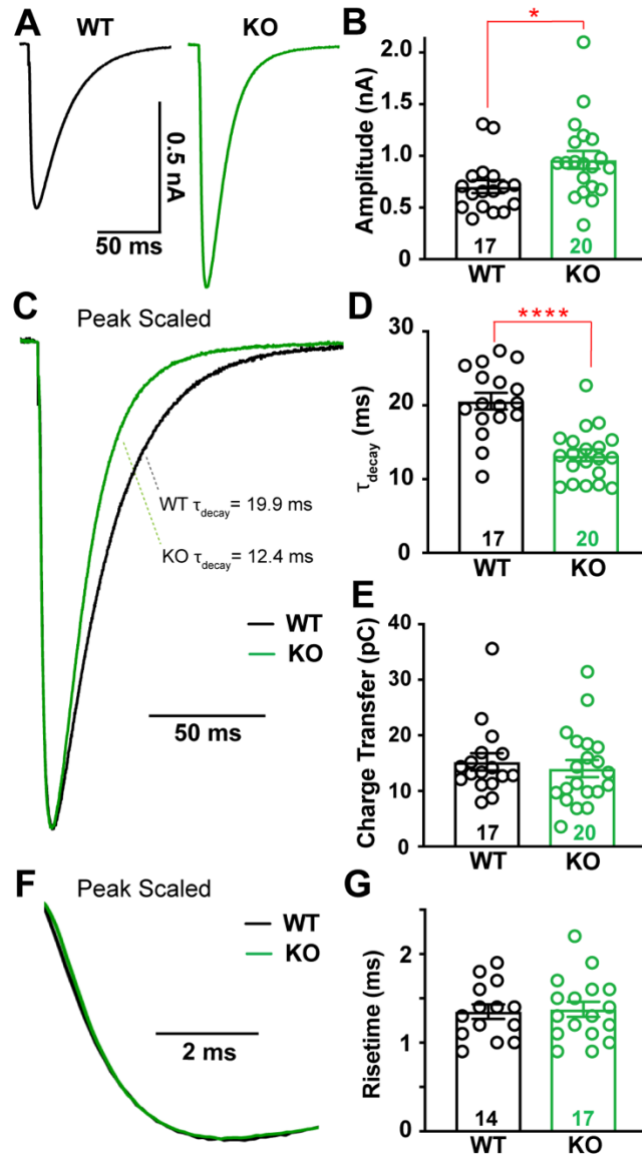 A
WT
KO
0.5 nA
50 ms
B
*
Amplitude (nA)
2.0
1.5
1.0
0.5
0
17
20
WT
KO
C
Peak Scaled
WT τdecay= 19.9 ms
KO τdecay= 12.4 ms
WT
KO
50 ms
D
****
τdecay (ms)
30
20
10
0
17
20
WT
KO
E
Charge Transfer (pC)
40
30
20
10
0
17
20
WT
KO
F
Peak Scaled
WT
KO
2 ms
G
Risetime (ms)
2
1
0
14
17
WT
KO